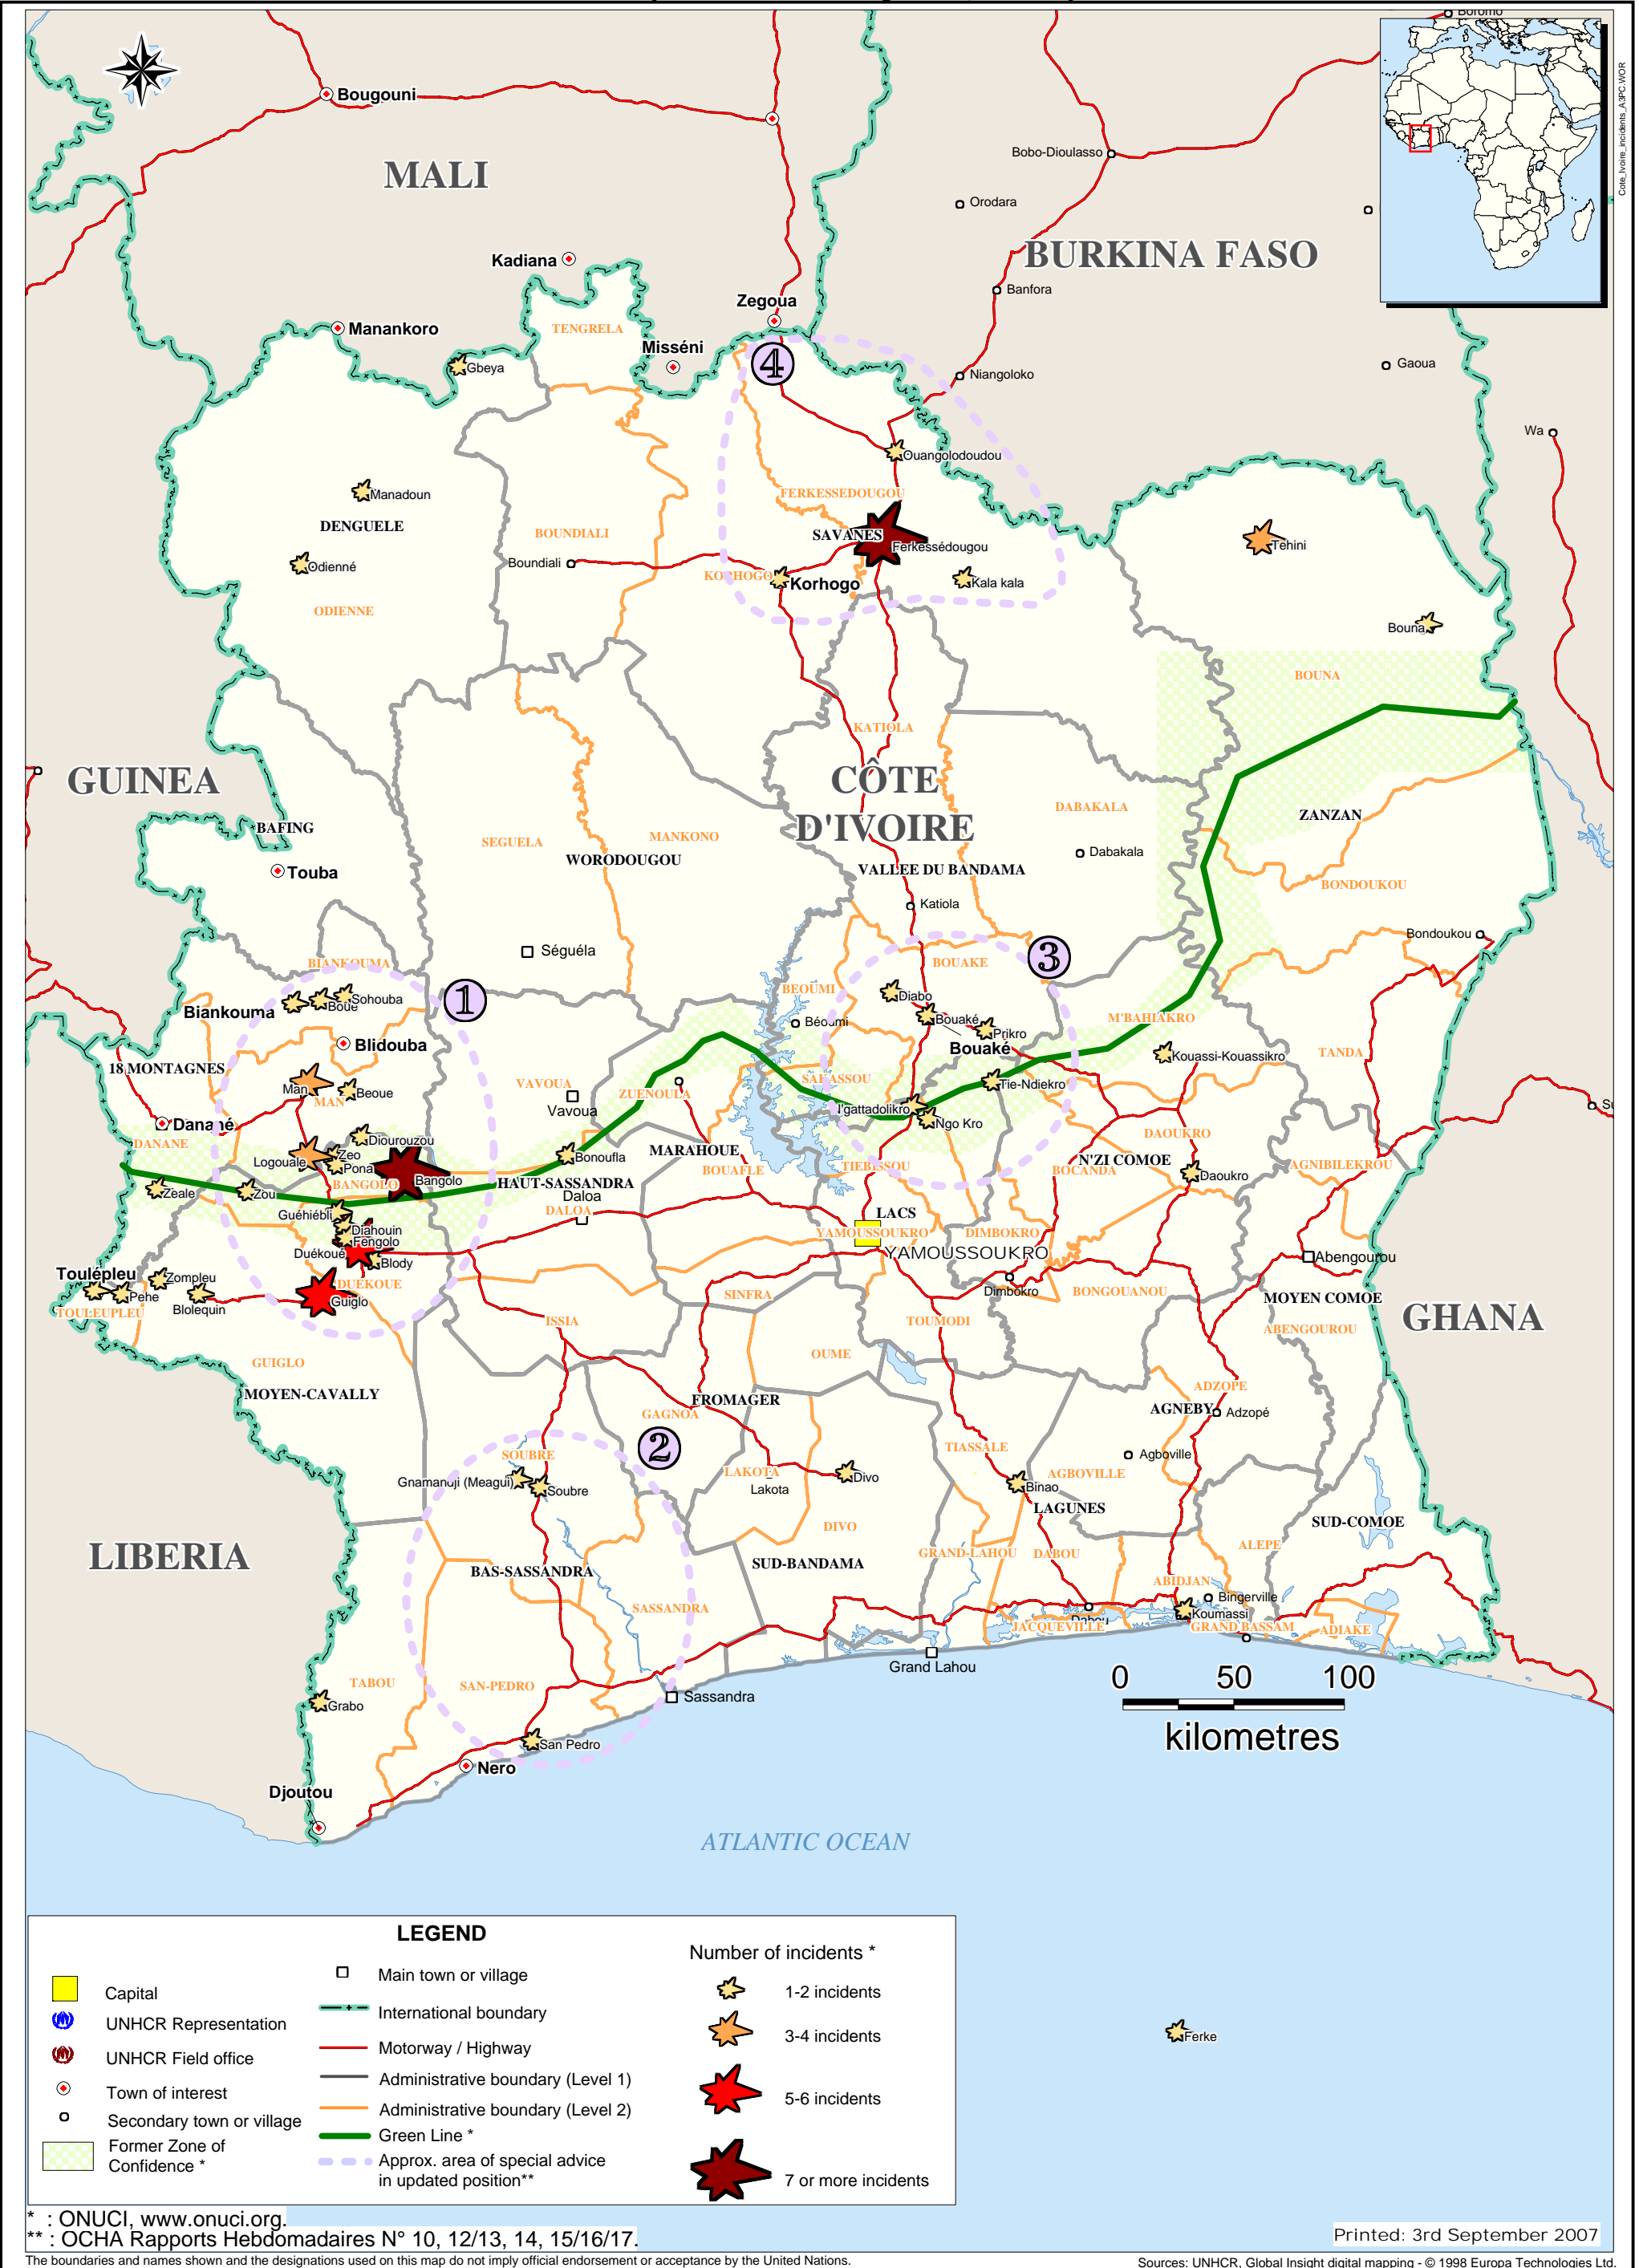 Boromo
Bougouni
MALI
Bobo-Dioulasso
Orodara
BURKINA FASO
Kadiana
Banfora
Zegoua
Manankoro
TENGRELA
Misséni
Gbeya
Niangoloko
Gaoua
4
Wa
Ouangolodoudou
Manadoun
FERKESSEDOUGOU
DENGUELE
BOUNDIALI
SAVANES
Ferkessédougou
Tehini
Odienné
Boundiali
KORHOGO
Korhogo
Kala kala
ODIENNE
Bouna
BOUNA
KATIOLA
GUINEA
CÔTE
D'IVOIRE
DABAKALA
ZANZAN
BAFING
SEGUELA
MANKONO
WORODOUGOU
Dabakala
Touba
VALLEE DU BANDAMA
BONDOUKOU
Katiola
Bondoukou
Séguéla
BIANKOUMA
BOUAKE
3
1
BEOUMI
Diabo
Sohouba
Boue
Biankouma
Béoumi
Bouaké
Prikro
M'BAHIAKRO
Blidouba
Bouaké
Kouassi-Kouassikro
TANDA
18 MONTAGNES
Man
MAN
Beoue
VAVOUA
Vavoua
ZUENOULA
SAKASSOU
Tie-Ndiekro
N'gattadolikro
Ngo Kro
Danané
DANANE
Diourouzou
DAOUKRO
Logouale
Zeo
Pona
Bonoufla
MARAHOUE
BOUAFLE
TIEBISSOU
BOCANDA
N'ZI COMOE
AGNIBILEKROU
Bangolo
BANGOLO
HAUT-SASSANDRA
Daloa
Daoukro
Zeale
Zou
Guéhiébli
DALOA
LACS
Diahouin
Fengolo
YAMOUSSOUKRO
DIMBOKRO
Duékoué
Blody
YAMOUSSOUKRO
Abengourou
Toulépleu
Zompleu
DUEKOUE
Pehe
Blolequin
Guiglo
TOULEUPLEU
SINFRA
Dimbokro
BONGOUANOU
MOYEN COMOE
GHANA
ISSIA
TOUMODI
ABENGOUROU
GUIGLO
OUME
MOYEN-CAVALLY
FROMAGER
ADZOPE
GAGNOA
AGNEBY
Adzopé
2
SOUBRE
TIASSALE
Agboville
Gnamanuji (Meagui)
Soubre
LAKOTA
Lakota
Divo
Binao
AGBOVILLE
LAGUNES
DIVO
SUD-COMOE
LIBERIA
BAS-SASSANDRA
SUD-BANDAMA
GRAND-LAHOU
DABOU
ALEPE
SASSANDRA
ABIDJAN
Bingerville
Dabou
Koumassi
JACQUEVILLE
GRAND BASSAM
ADIAKE
Grand Lahou
TABOU
SAN-PEDRO
Sassandra
Grabo
0 50 100
kilometres
San Pedro
Nero
Djoutou
ATLANTIC OCEAN
Ferke
LEGEND
Capital
UNHCR Representation
UNHCR Field office
Town of interest
Secondary town or village
Former Zone of
Confidence *
Main town or village
International boundary
Motorway / Highway
Administrative boundary (Level 1)
Administrative boundary (Level 2)
Green Line *
Approx. area of special advice
in updated position**
Number of incidents *
1-2 incidents
3-4 incidents
5-6 incidents
7 or more incidents
* : ONUCI, www.onuci.org.
** : OCHA Rapports Hebdomadaires N° 10, 12/13, 14, 15/16/17.
Printed: 3rd September 2007
The boundaries and names shown and the designations used on this map do not imply official endorsement or acceptance by the United Nations.
Sources: UNHCR, Global Insight digital mapping - © 1998 Europa Technologies Ltd.
Cote_Ivoire_incidents_A3PC.WOR